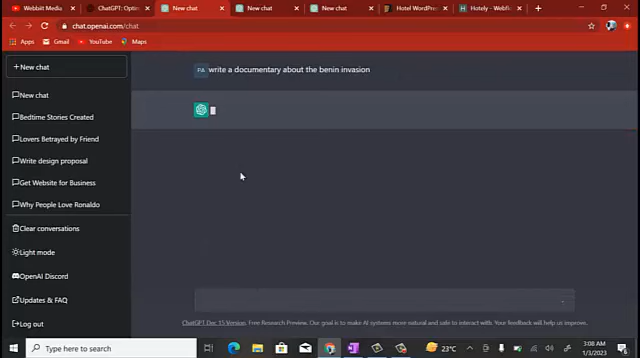 Webbitt Media
ChatGPT: Optim
New chat
New chat
New chat
Hotel WordPre
Hotely - Webfl
chat.openai.com/chat
Apps
Gmail
YouTube
Maps
+ New chat
PA write a documentary about the benin invasion
New chat
Bedtime Stories Created
Lovers Betrayed by Friend
Write design proposal
Get Website for Business
Why People Love Ronaldo
Clear conversations
Light mode
OpenAI Discord
Updates & FAQ
Log out
ChatGPT Dec 15 Version. Free Research Preview. Our goal is to make AI systems more natural and safe to interact with. Your feedback will help us improve.
Type here to search
23°C
3:08 AM
1/3/2023